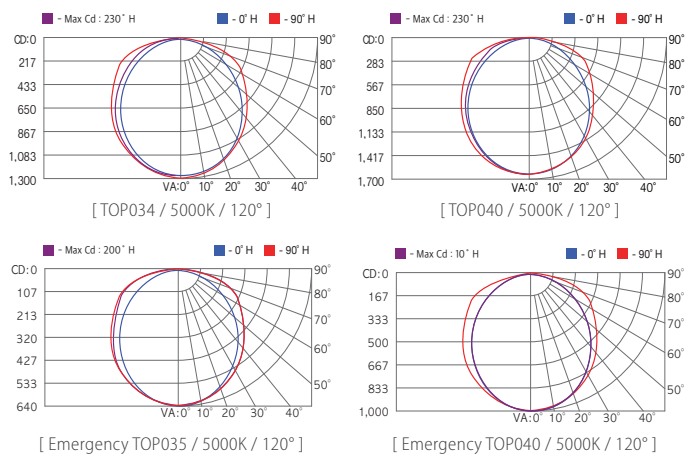 - Max Cd : 230˚ H - 0˚ H - 90˚ H
CD:0
217
433
650
867
1,083
1,300
90˚
80˚
70˚
60˚
50˚
VA:0˚ 10˚ 20˚ 30˚ 40˚
[ TOP034 / 5000K / 120° ]
- Max Cd : 230˚ H - 0˚ H - 90˚ H
CD:0
283
567
850
1,133
1,417
1,700
90˚
80˚
70˚
60˚
50˚
VA:0˚ 10˚ 20˚ 30˚ 40˚
[ TOP040 / 5000K / 120° ]
- Max Cd : 200˚ H - 0˚ H - 90˚ H
CD:0
107
213
320
427
533
640
90˚
80˚
70˚
60˚
50˚
VA:0˚ 10˚ 20˚ 30˚ 40˚
[ Emergency TOP035 / 5000K / 120° ]
- Max Cd : 10˚ H - 0˚ H - 90˚ H
CD:0
167
333
500
667
833
1,000
90˚
80˚
70˚
60˚
50˚
VA:0˚ 10˚ 20˚ 30˚ 40˚
[ Emergency TOP040 / 5000K / 120° ]